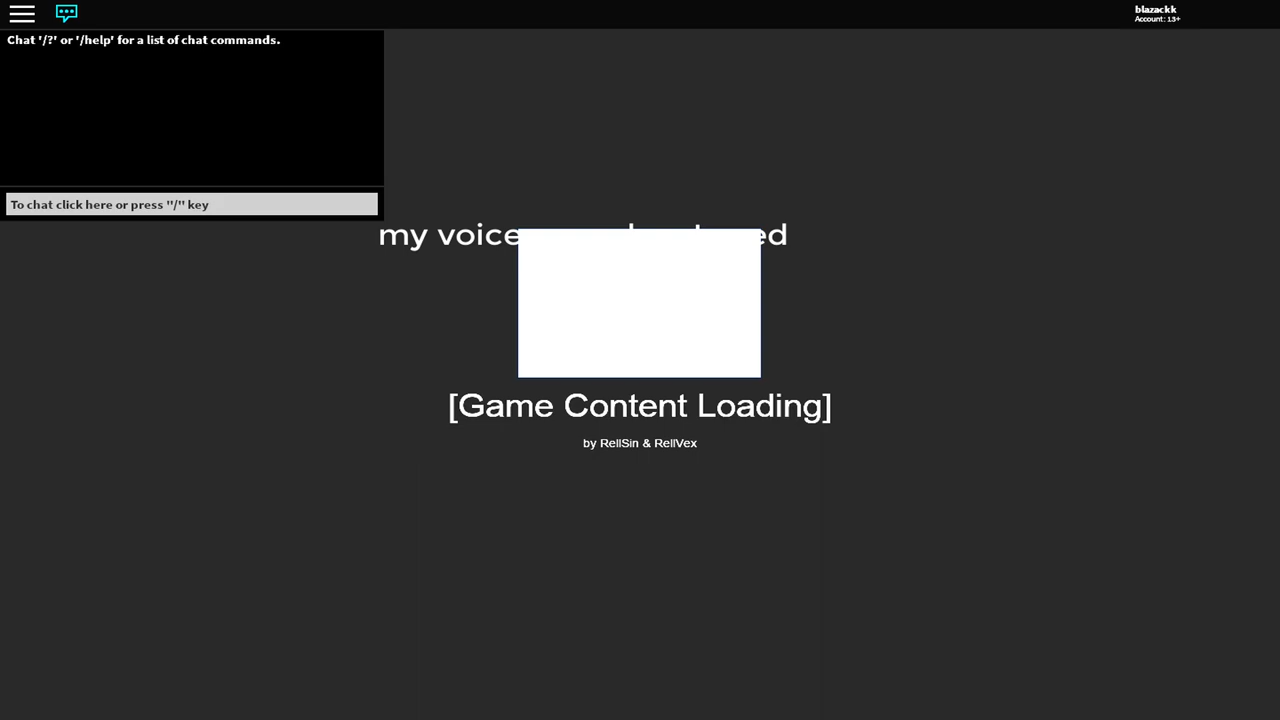 blazackk
Account: 13+
Chat '/?' or '/help' for a list of chat commands.
To chat click here or press "/" key
my voice
[Game Content Loading]
by RellSin & RellVex